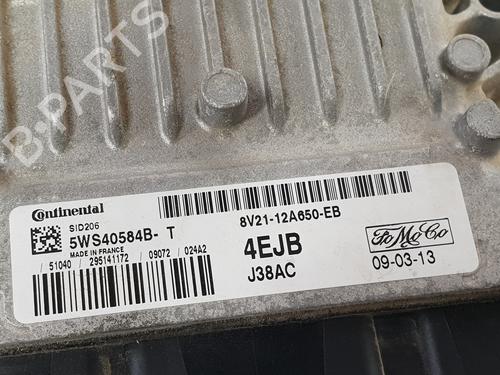 B-PARTS
Continental
SID206
5WS40584B- T
MADE IN FRANCE
/ 51040 / 295141172 / 09072 / 024A2 /
8V21-12A650-EB
4EJB
J38AC
FoMoCo
09-03-13